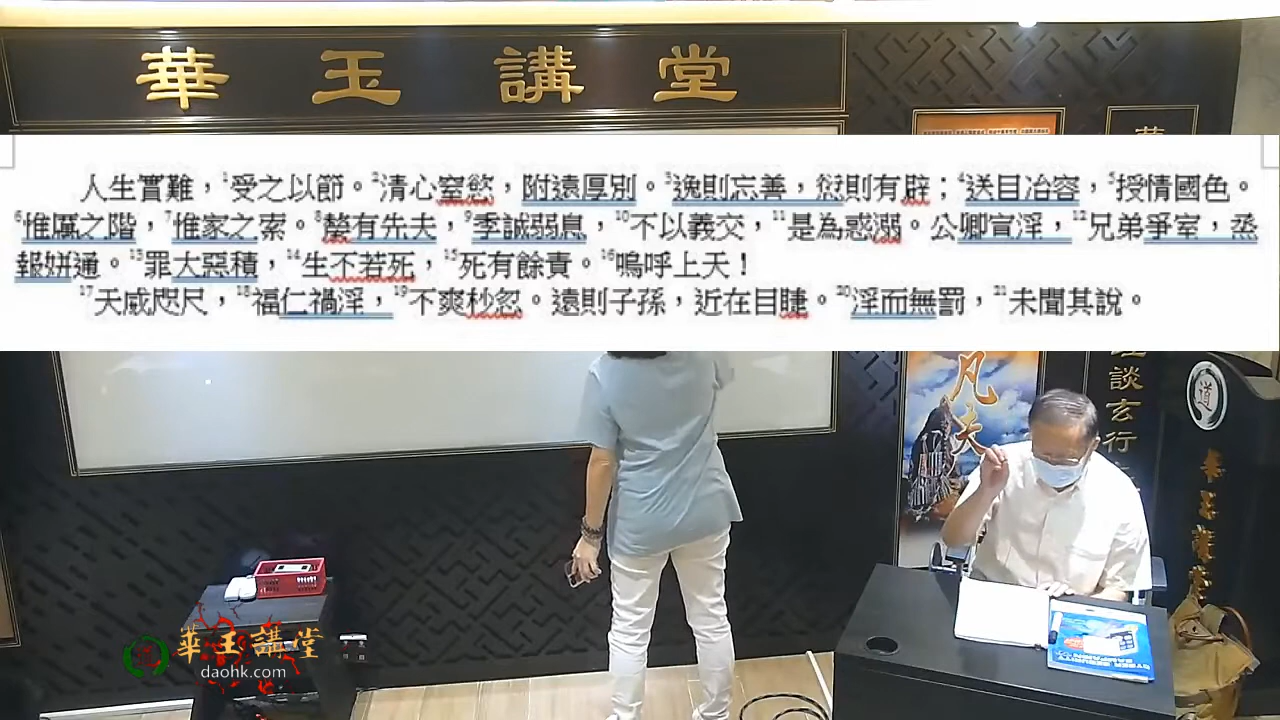 華玉講堂
人生實難，¹受之以節。²清心窒慾，附遠厚別。³逸則忘善，愆則有辟；⁴送目冶容，⁵授情國色。
⁶惟厲之階，⁷惟家之索。⁸嫠有先夫，⁹季誠弱息，¹⁰不以義交，¹¹是為惑溺。公卿宣淫，¹²兄弟爭室，烝
報姘通。¹³罪大惡積，¹⁴生不若死，¹⁵死有餘責。¹⁶嗚呼上天！
¹⁷天威咫尺，¹⁸福仁禍淫，¹⁹不爽秒忽。遠則子孫，近在目睫。²⁰淫而無罰，²¹未聞其說。
凡夫
談玄行
道
華玉講堂
華玉講堂
daohk.com